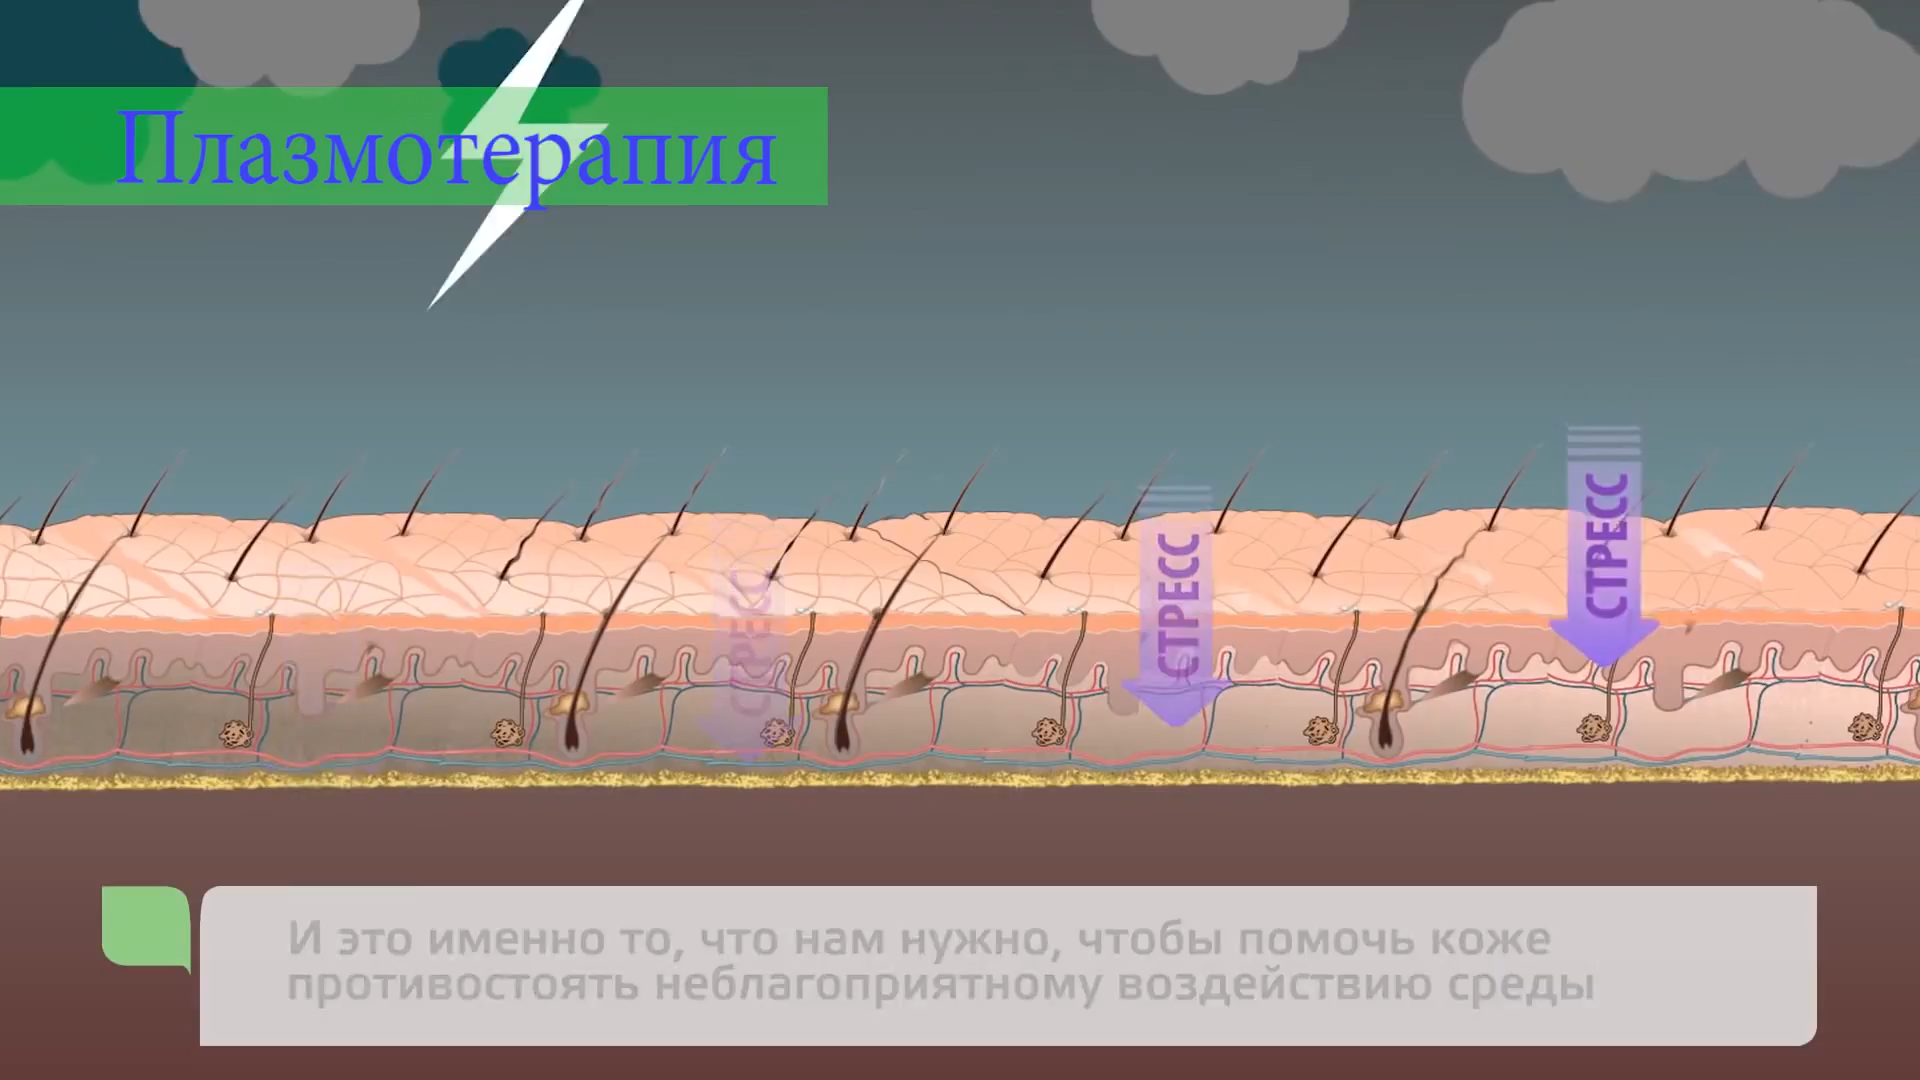 Плазмотерапия
СТРЕСС
СТРЕСС
СТРЕСС
И это именно то, что нам нужно, чтобы помочь коже
противостоять неблагоприятному воздействию среды